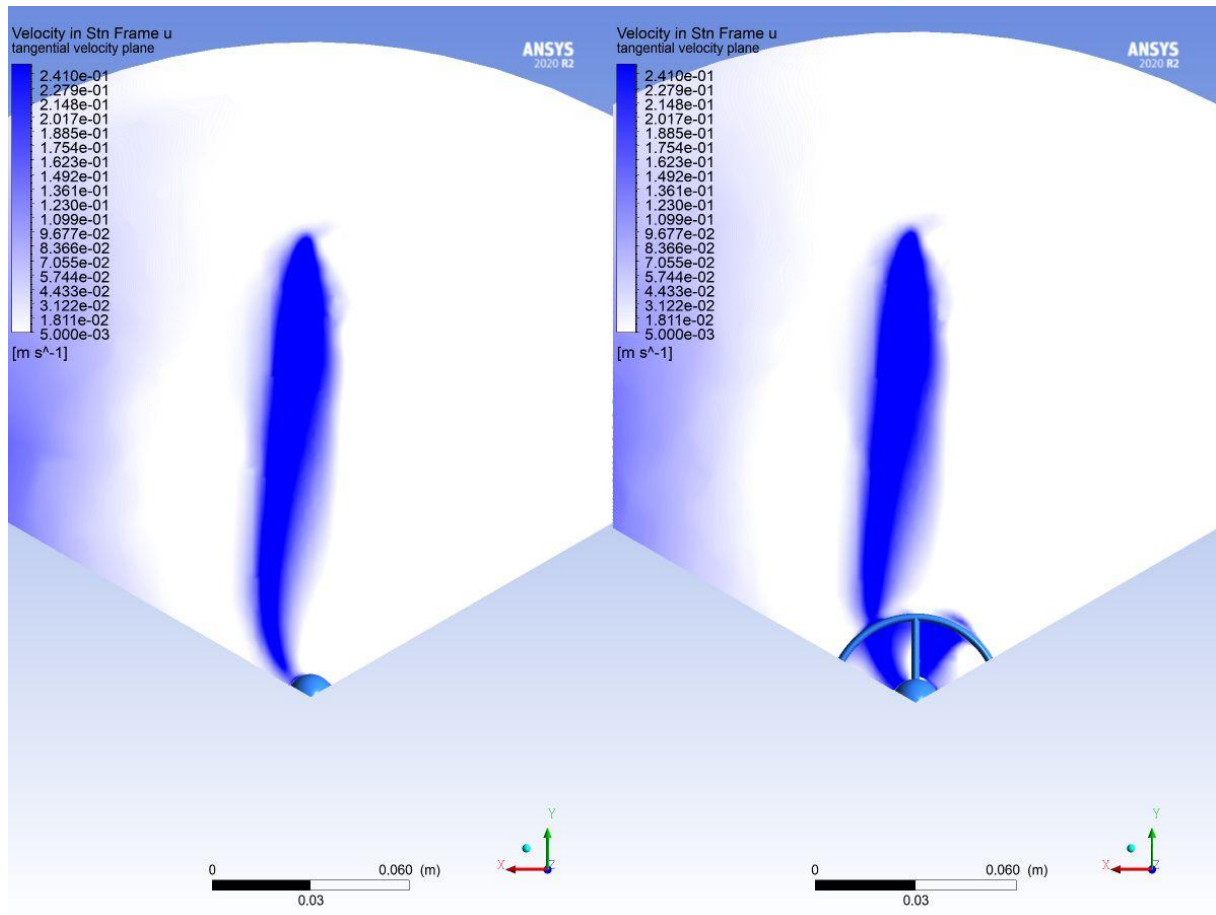 Velocity in Stn Frame u
tangential velocity plane
2.410e-01
2.279e-01
2.148e-01
2.017e-01
1.885e-01
1.754e-01
1.623e-01
1.492e-01
1.361e-01
1.230e-01
1.099e-01
9.677e-02
8.366e-02
7.055e-02
5.744e-02
4.433e-02
3.122e-02
1.811e-02
5.000e-03
[m s^-1]
ANSYS
2020 R2
Y
X
Z
0 0.060 (m)
0.03
Velocity in Stn Frame u
tangential velocity plane
2.410e-01
2.279e-01
2.148e-01
2.017e-01
1.885e-01
1.754e-01
1.623e-01
1.492e-01
1.361e-01
1.230e-01
1.099e-01
9.677e-02
8.366e-02
7.055e-02
5.744e-02
4.433e-02
3.122e-02
1.811e-02
5.000e-03
[m s^-1]
ANSYS
2020 R2
Y
X
Z
0 0.060 (m)
0.03